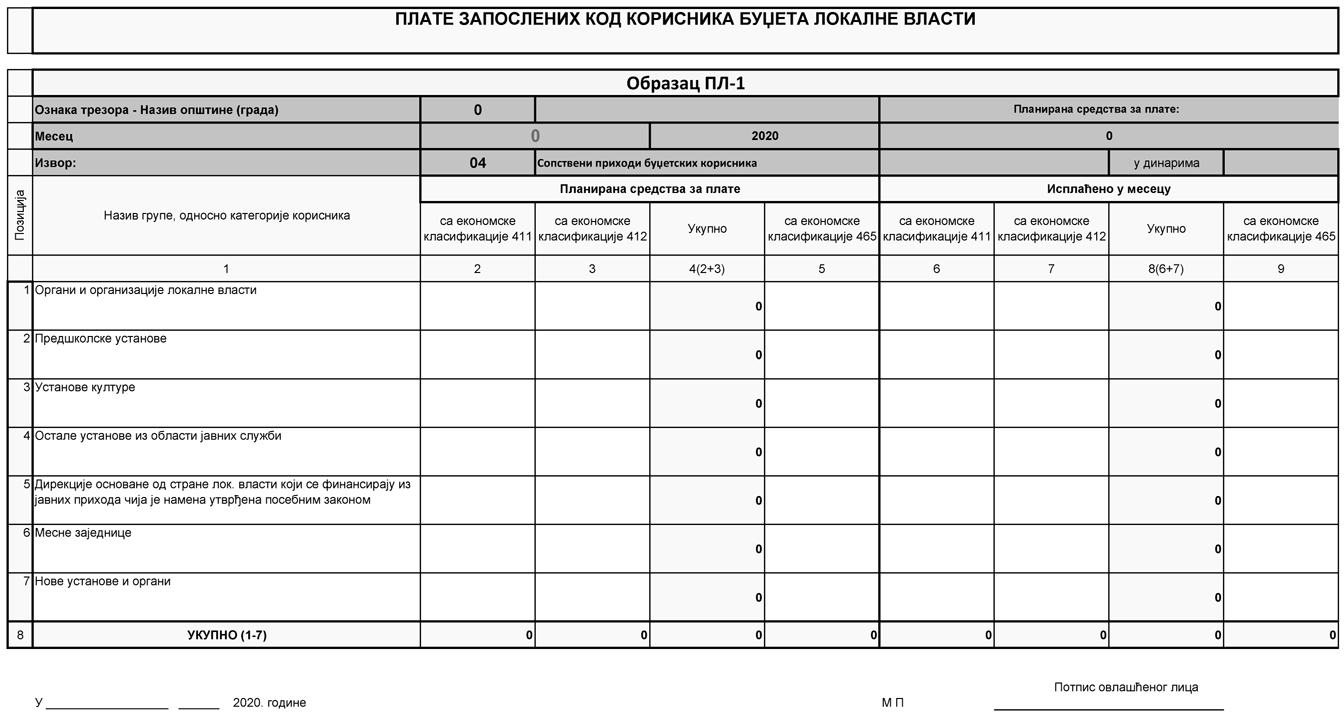 ПЛАТЕ ЗАПОСЛЕНИХ КОД КОРИСНИКА БУЏЕТА ЛОКАЛНЕ ВЛАСТИ
Образац ПЛ-1
Ознака трезора - Назив општине (града) 0 Планирана средства за плате:
Месец 0 2020 0
Извор: 04 Сопствени приходи буџетских корисника у динарима
Позиција
Назив групе, односно категорије корисника
Планирана средства за плате Исплаћено у месецу
са економске класификације 411
са економске класификације 412
Укупно
са економске класификације 465
са економске класификације 411
са економске класификације 412
Укупно
са економске класификације 465
1 2 3 4(2+3) 5 6 7 8(6+7) 9
1 Органи и организације локалне власти
0 0
2 Предшколске установе
0 0
3 Установе културе
0 0
4 Остале установе из области јавних служби
0 0
5 Дирекције основане од стране лок. власти који се финансирају из
јавних прихода чија је намена утврђена посебним законом
0 0
6 Месне заједнице
0 0
7 Нове установе и органи
0 0
8 УКУПНО (1-7) 0 0 0 0 0 0 0 0
Потпис овлашћеног лица
У ____________ ____ 2020. године М П